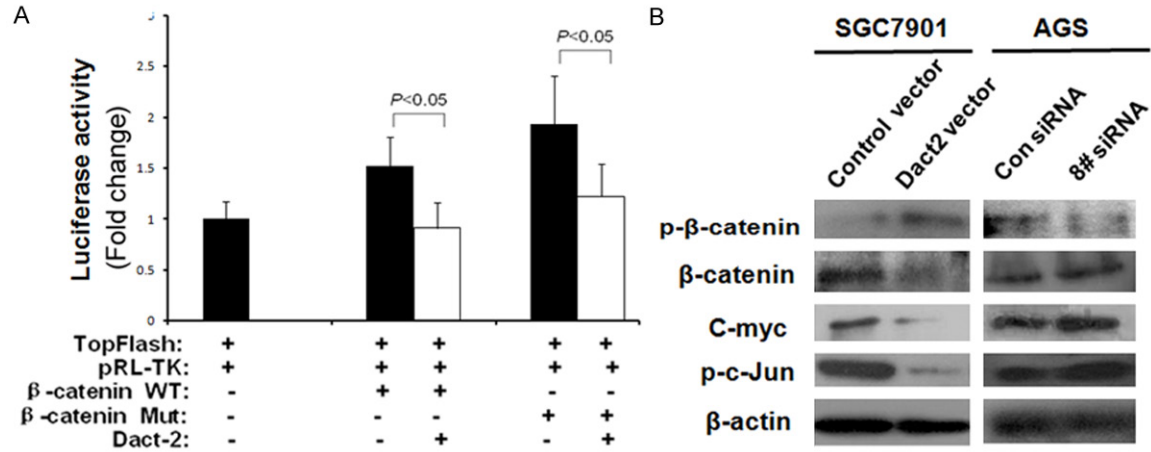 A
B
3
2.5
2
1.5
1
0.5
0
Luciferase activity
(Fold change)
P<0.05
P<0.05
TopFlash: + + + + +
pRL-TK: + + + + +
β-catenin WT: - + + - -
β-catenin Mut: - - - + +
Dact-2: - - + - +
SGC7901
AGS
Control vector
Dact2 vector
Con siRNA
8# siRNA
p-β-catenin
β-catenin
C-myc
p-c-Jun
β-actin